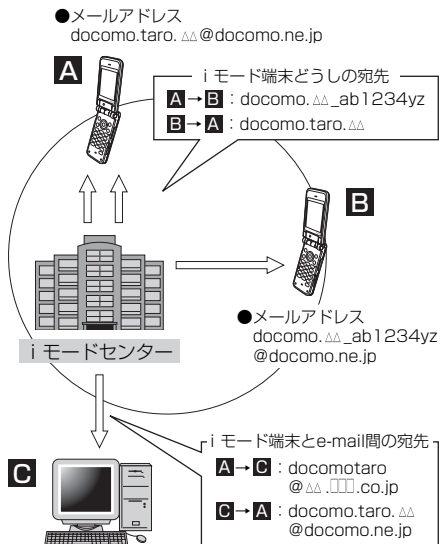 ●メールアドレス
docomo.taro.△△@docomo.ne.jp
A
iモード端末どうしの宛先
A→B：docomo.△△_ab1234yz
B→A：docomo.taro.△△
B
●メールアドレス
docomo.△△_ab1234yz
@docomo.ne.jp
iモードセンター
C
iモード端末とe-mail間の宛先
A→C：docomotaro
@△△.□□□.co.jp
C→A：docomo.taro.△△
@docomo.ne.jp